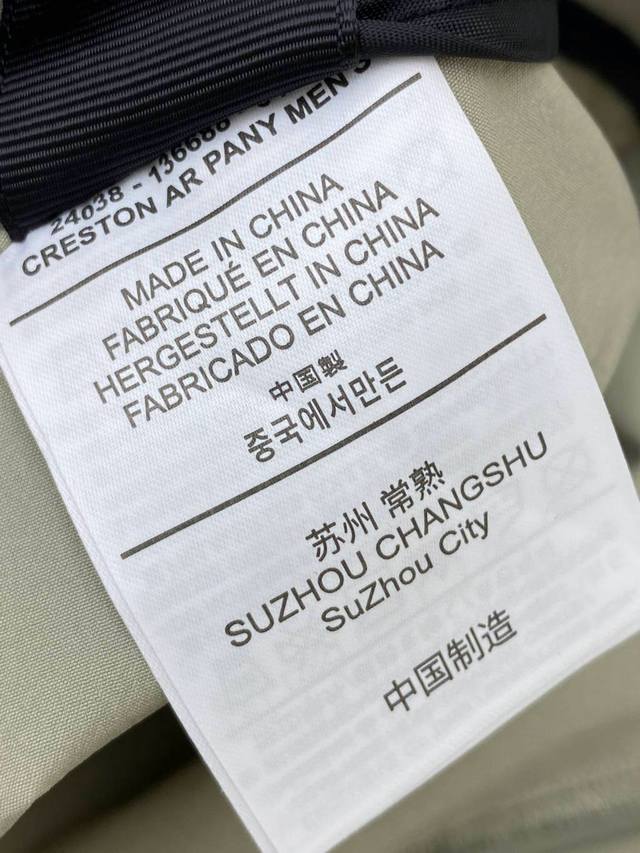 24038 - 136688
CRESTON AR PANY MEN'S
MADE IN CHINA
FABRIQUÉ EN CHINA
HERGESTELLT IN CHINA
FABRICADO EN CHINA
中国製
중국에서만든
苏州 常熟
SUZHOU CHANGSHU
SuZhou City
中国制造